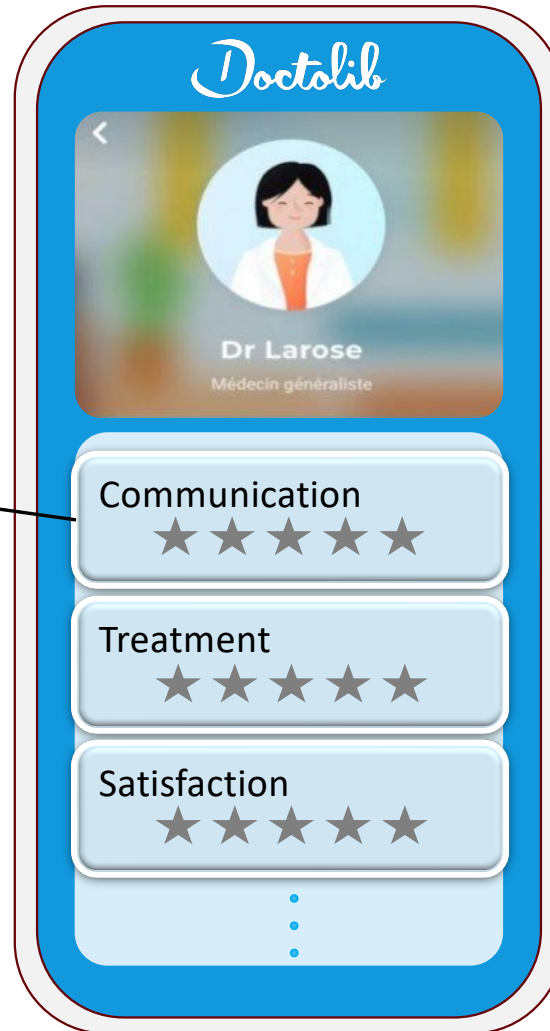 Doctolib
Dr Larose
Médecin généraliste
Communication
Treatment
Satisfaction